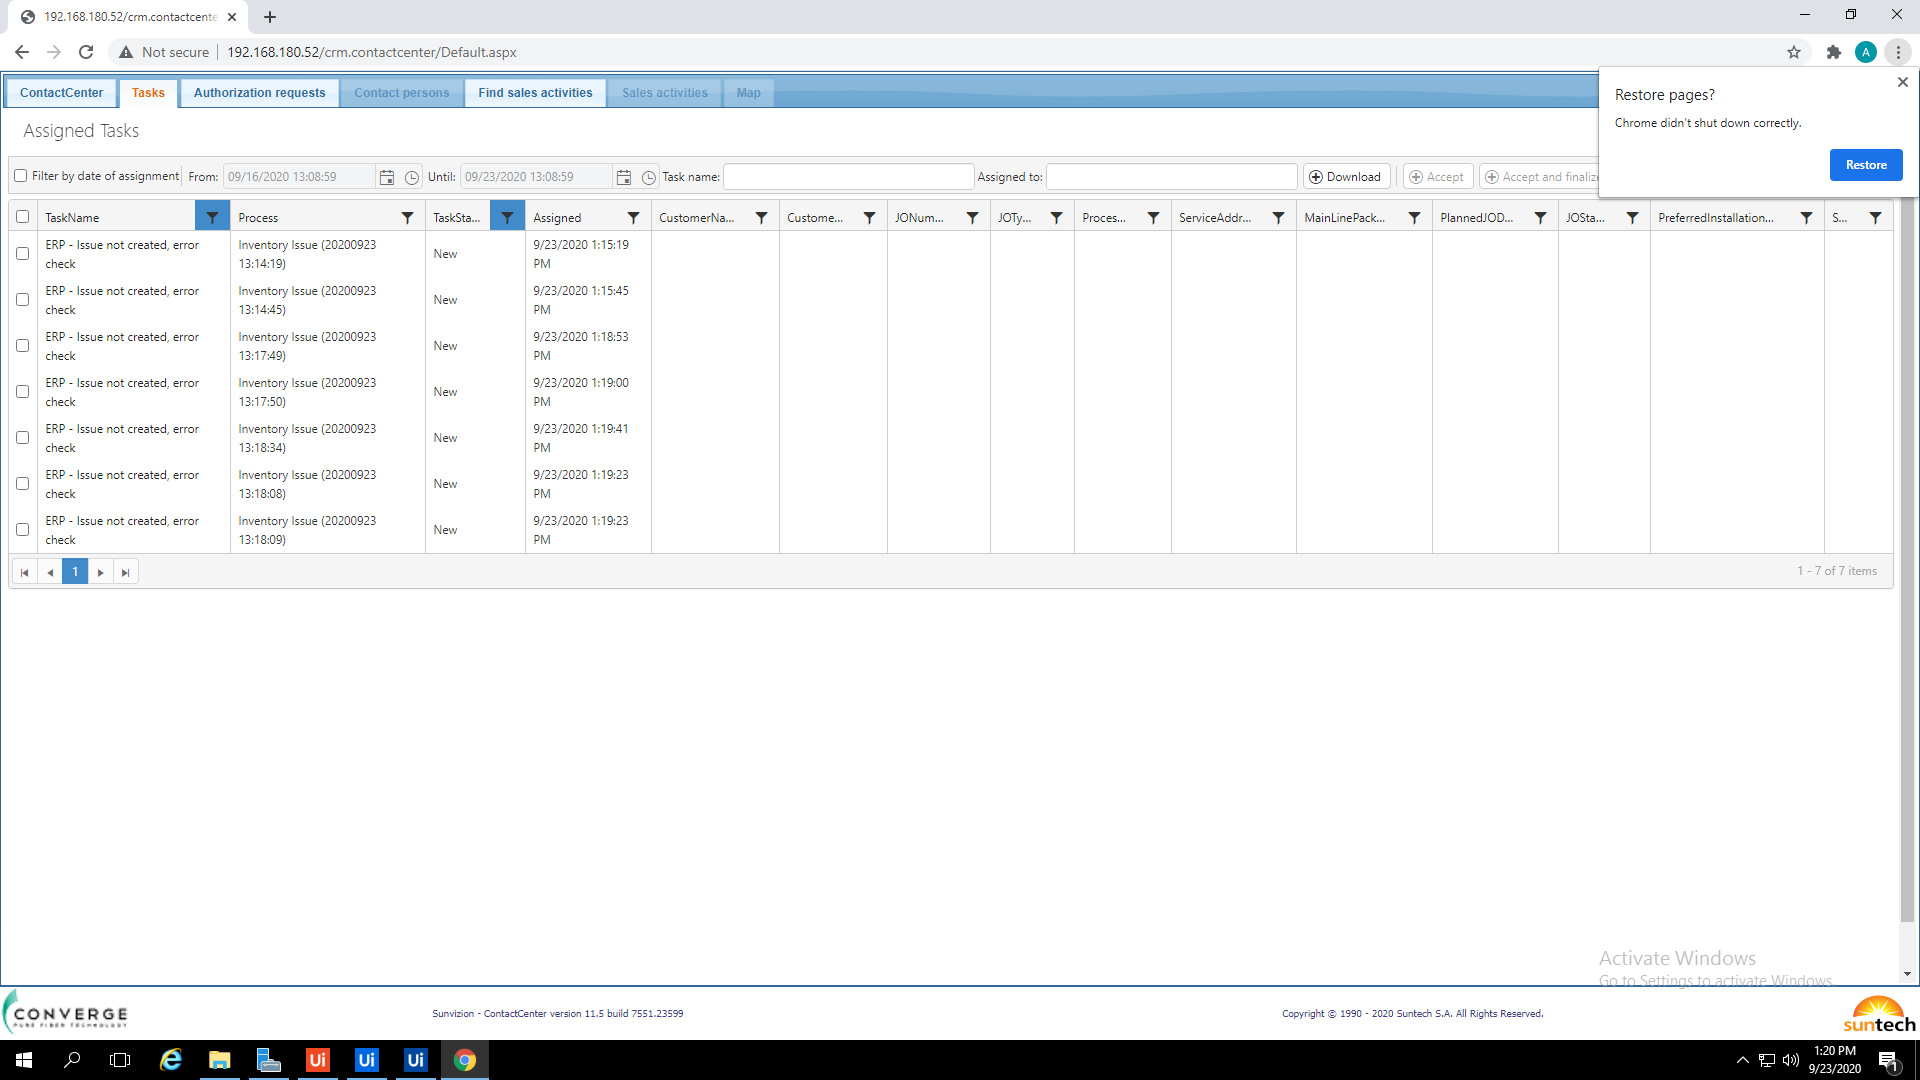 192.168.180.52/crm.contactcente
Not secure
192.168.180.52/crm.contactcenter/Default.aspx
A
Restore pages?
Chrome didn't shut down correctly.
Restore
ContactCenter
Tasks
Authorization requests
Contact persons
Find sales activities
Sales activities
Map
Assigned Tasks
Filter by date of assignment
From:
09/16/2020 13:08:59
Until:
09/23/2020 13:08:59
Task name:
Assigned to:
Download
Accept
Accept and finalize
TaskName
Process
TaskSta...
Assigned
CustomerNa...
Custome...
JONum...
JOTy...
Proces...
ServiceAddr...
MainLinePack...
PlannedJOD...
JOSta...
PreferredInstallation...
S...
ERP - Issue not created, error
check
Inventory Issue (20200923
13:14:19)
New
9/23/2020 1:15:19
PM
ERP - Issue not created, error
check
Inventory Issue (20200923
13:14:45)
New
9/23/2020 1:15:45
PM
ERP - Issue not created, error
check
Inventory Issue (20200923
13:17:49)
New
9/23/2020 1:18:53
PM
ERP - Issue not created, error
check
Inventory Issue (20200923
13:17:50)
New
9/23/2020 1:19:00
PM
ERP - Issue not created, error
check
Inventory Issue (20200923
13:18:34)
New
9/23/2020 1:19:41
PM
ERP - Issue not created, error
check
Inventory Issue (20200923
13:18:08)
New
9/23/2020 1:19:23
PM
ERP - Issue not created, error
check
Inventory Issue (20200923
13:18:09)
New
9/23/2020 1:19:23
PM
1
1 - 7 of 7 items
Activate Windows
Go to Settings to activate Windows.
CONVERGE
PURE FIBER TECHNOLOGY
Sunvizion - ContactCenter version 11.5 build 7551.23599
Copyright © 1990 - 2020 Suntech S.A. All Rights Reserved.
suntech
Ui
Ui
Ui
1:20 PM
9/23/2020
1